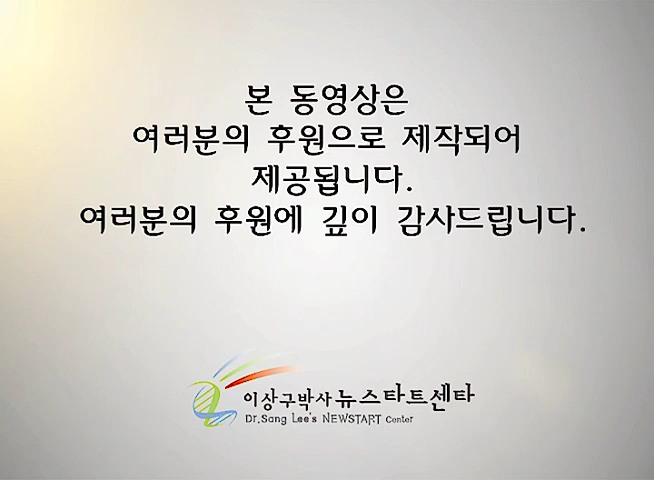 본 동영상은
여러분의 후원으로 제작되어
제공됩니다.
여러분의 후원에 깊이 감사드립니다.
이상구박사 뉴스타트센타
Dr.Sang Lee's NEWSTART Center